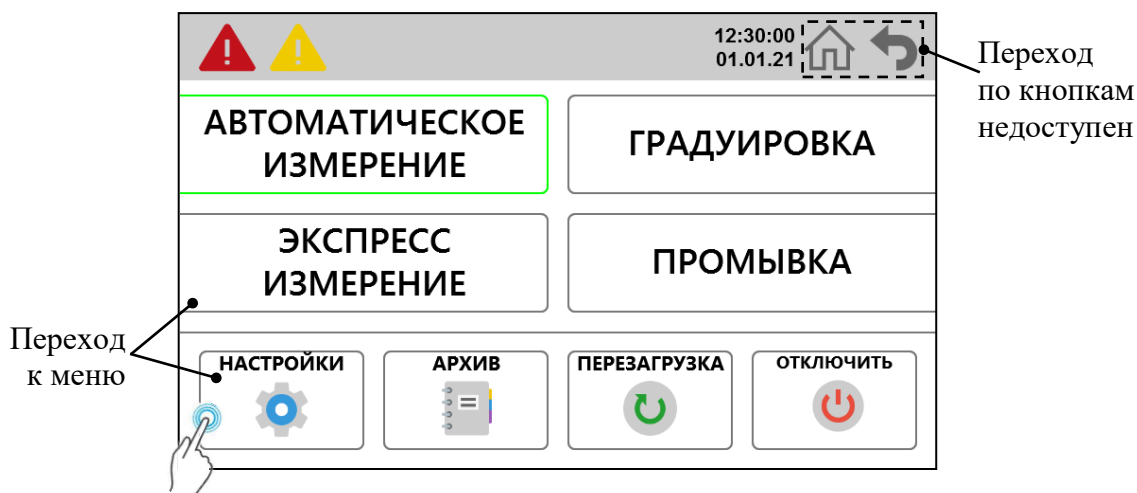 12:30:00
01.01.21
Переход
по кнопкам
недоступен
АВТОМАТИЧЕСКОЕ
ИЗМЕРЕНИЕ
ГРАДУИРОВКА
ЭКСПРЕСС
ИЗМЕРЕНИЕ
ПРОМЫВКА
Переход
к меню
НАСТРОЙКИ
АРХИВ
ПЕРЕЗАГРУЗКА
ОТКЛЮЧИТЬ